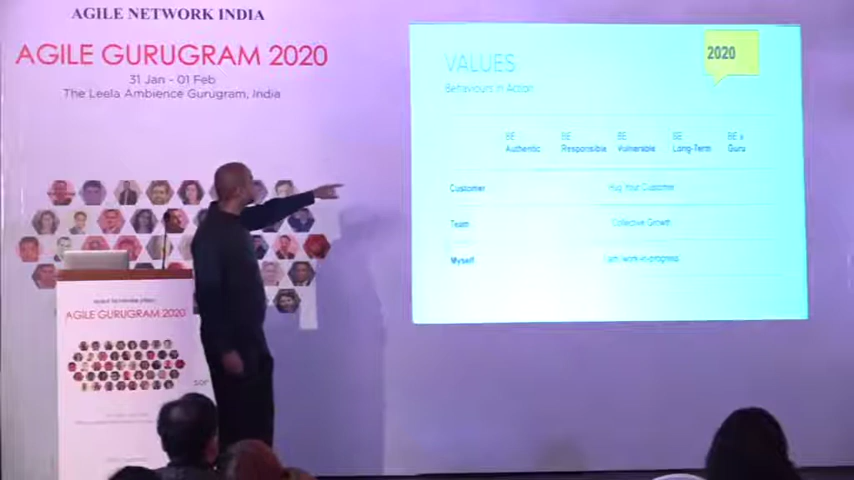 AGILE NETWORK INDIA
AGILE GURUGRAM 2020
31 Jan - 01 Feb
The Leela Ambience Gurugram, India
AGILE GURUGRAM 2020
VALUES
Behaviours in Action
2020
BE Authentic
BE Responsible
BE Vulnerable
BE Long-Term
BE a Guru
Customer
Hug Your Customer
Team
Collective Growth
Myself
I am work-in-progress